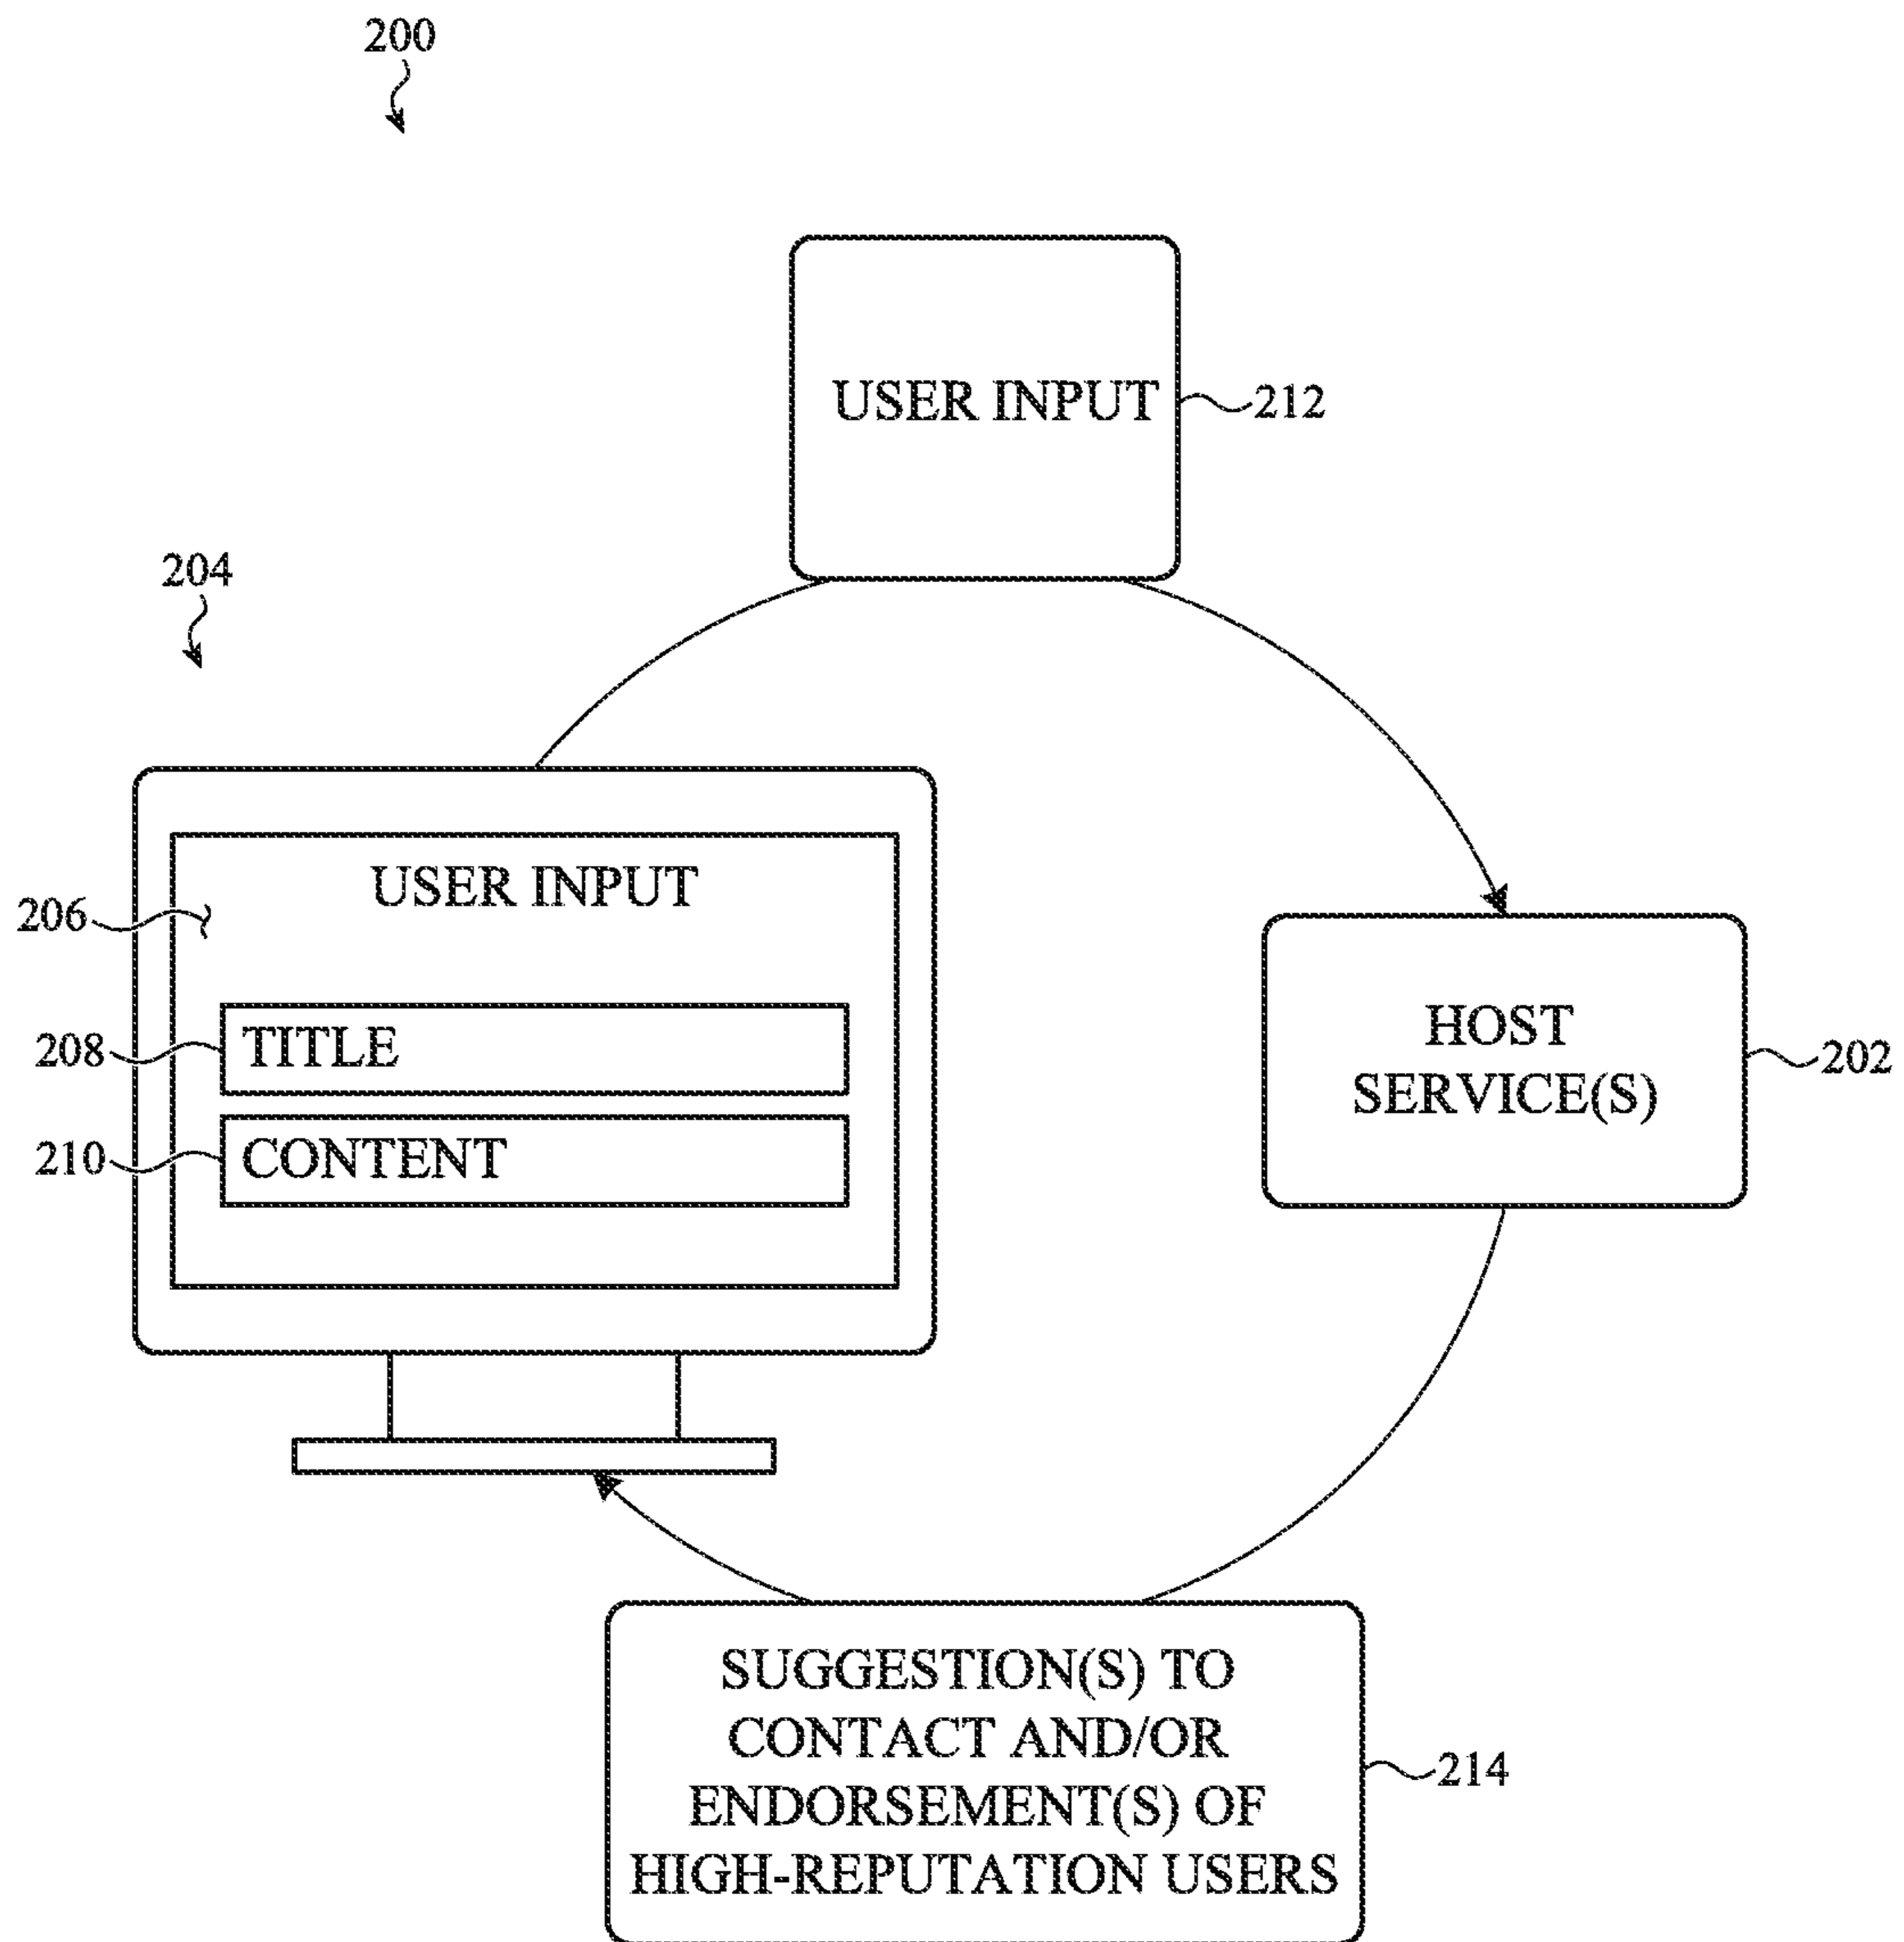 200
USER INPUT
212
204
USER INPUT
206
208
TITLE
210
CONTENT
HOST
SERVICE(S)
202
SUGGESTION(S) TO
CONTACT AND/OR
ENDORSEMENT(S) OF
HIGH-REPUTATION USERS
214